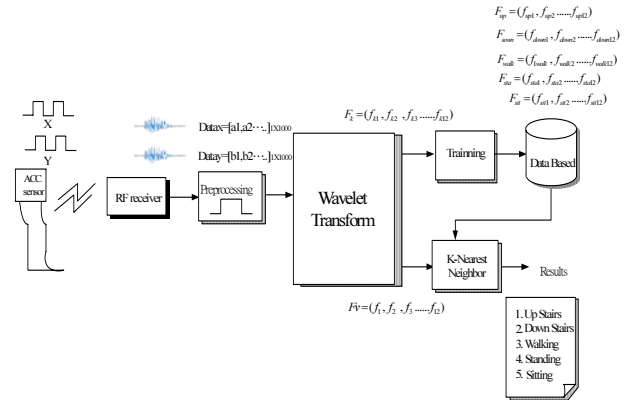 F_up=(f_up1, f_up2......f_up12)
F_down=(f_down1, f_down2......f_down12)
F_walk=(f_1walk, f_walk2......f_walk12)
F_sta=(f_sta1, f_sta2......f_sta12)
F_sit=(f_sit1, f_sit2......f_sit12)
X
Y
ACC. sensor
Datax=[a1,a2⋯..]1X1000
Datay=[b1,b2⋯..]1X1000
F_k=(f_k1, f_k2, f_k3......f_k12)
RF receiver
Preprocessing
Wavelet
Transform
Trainning
Data Based
K-Nearest
Neighbor
Results
Fv=(f_1, f_2, f_3......f_12)
1. Up Stairs
2. Down Stairs
3. Walking
4. Standing
5. Sitting